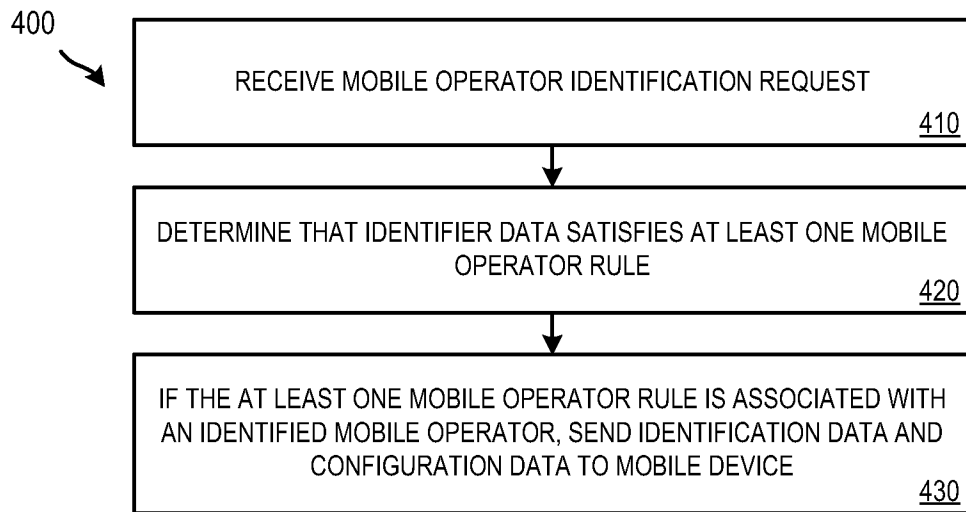 400
RECEIVE MOBILE OPERATOR IDENTIFICATION REQUEST
410
DETERMINE THAT IDENTIFIER DATA SATISFIES AT LEAST ONE MOBILE
OPERATOR RULE
420
IF THE AT LEAST ONE MOBILE OPERATOR RULE IS ASSOCIATED WITH
AN IDENTIFIED MOBILE OPERATOR, SEND IDENTIFICATION DATA AND
CONFIGURATION DATA TO MOBILE DEVICE
430